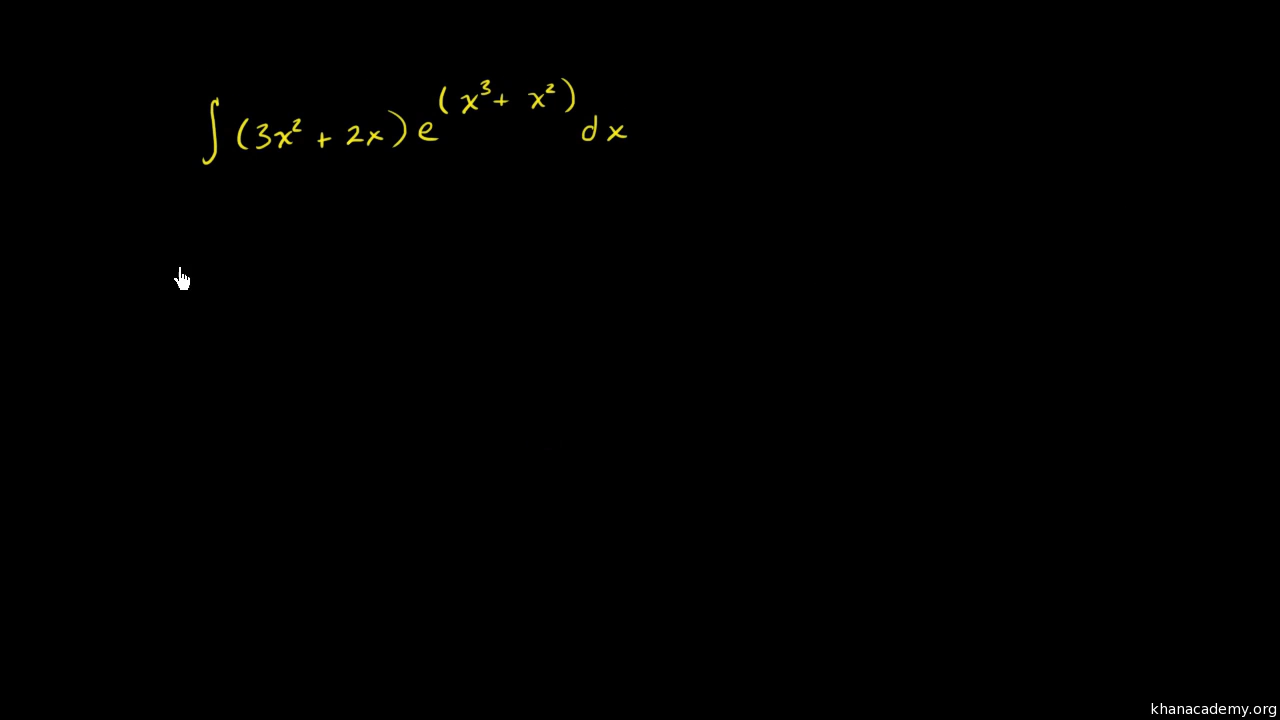 ∫ (3x² + 2x) e^(x³ + x²) dx
khanacademy.org